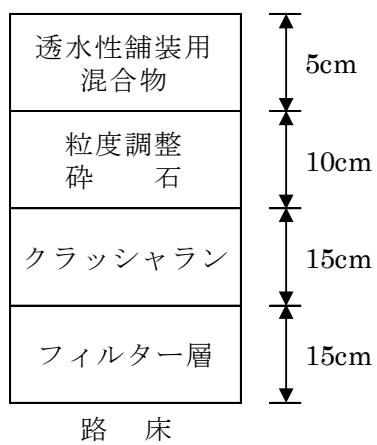 透水性舗装用
混合物
5cm
粒度調整
砕　　石
10cm
クラッシャラン
15cm
フィルター層
15cm
路　床